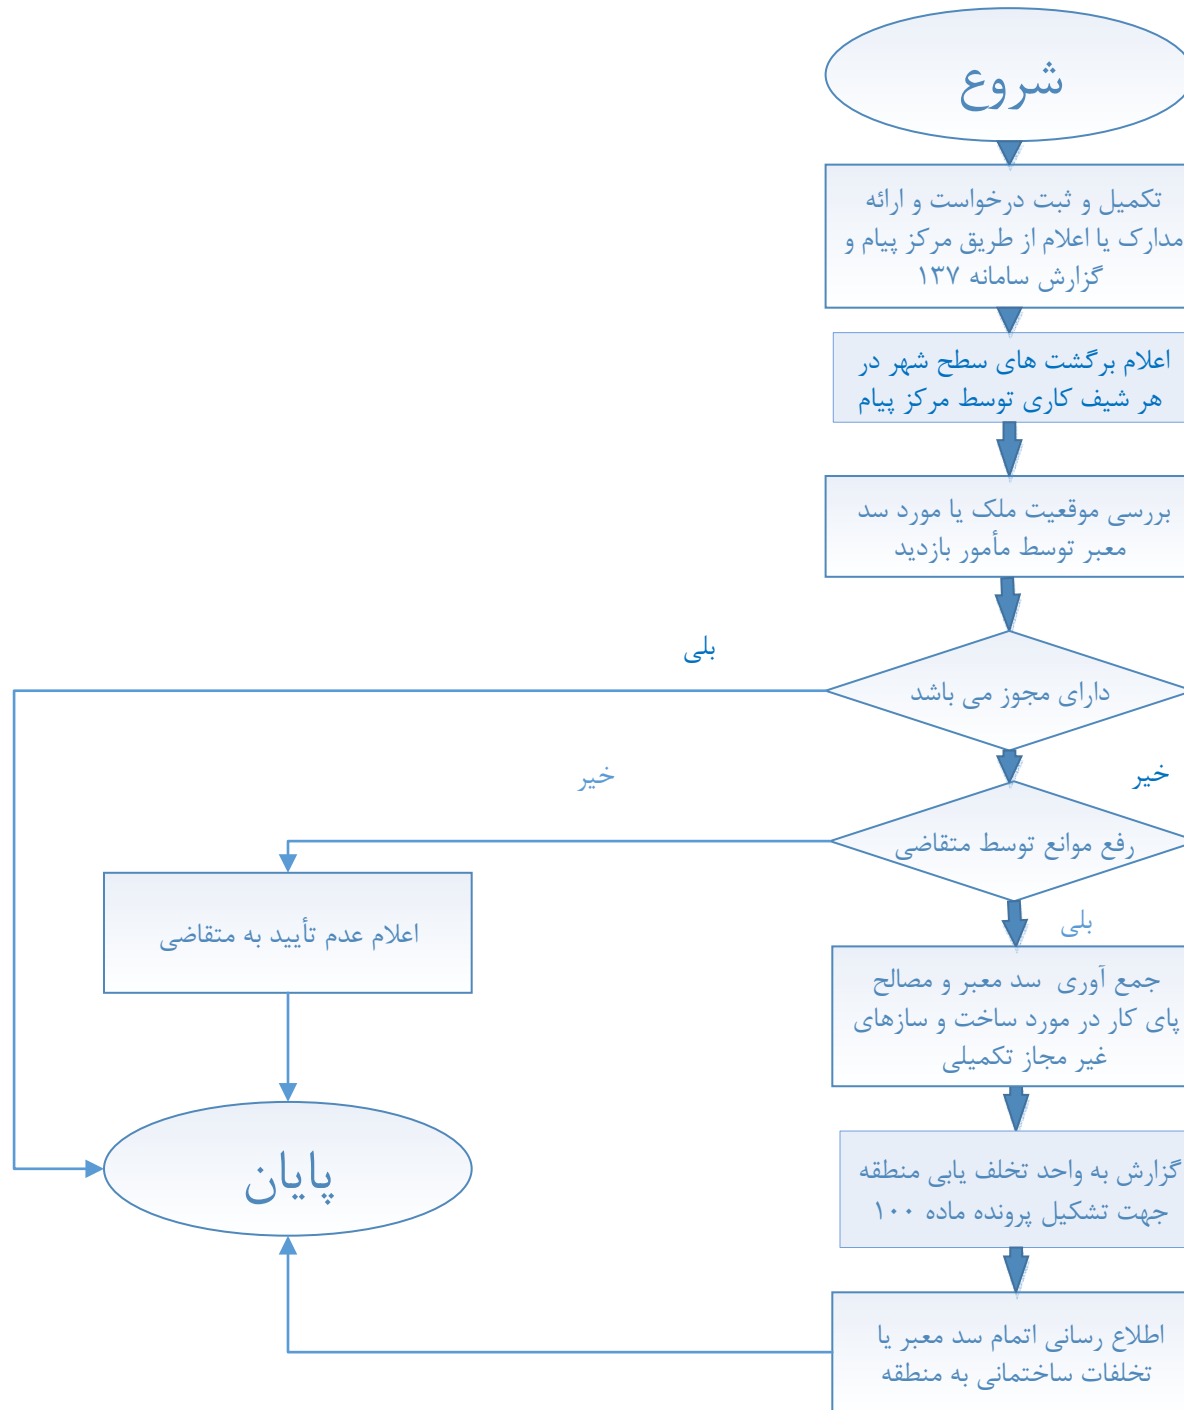 شروع
تکمیل و ثبت درخواست و ارائه
مدارک یا اعلام از طریق مرکز پیام و
گزارش سامانه ۱۳۷
اعلام برگشت های سطح شهر در
هر شیف کاری توسط مرکز پیام
بررسی موقعیت ملک یا مورد سد
معبر توسط مأمور بازدید
دارای مجوز می باشد
بلی
خیر
رفع موانع توسط متقاضی
خیر
بلی
اعلام عدم تأیید به متقاضی
جمع آوری سد معبر و مصالح
پای کار در مورد ساخت و سازهای
غیر مجاز تکمیلی
گزارش به واحد تخلف یابی منطقه
جهت تشکیل پرونده ماده ۱۰۰
اطلاع رسانی اتمام سد معبر یا
تخلفات ساختمانی به منطقه
پایان